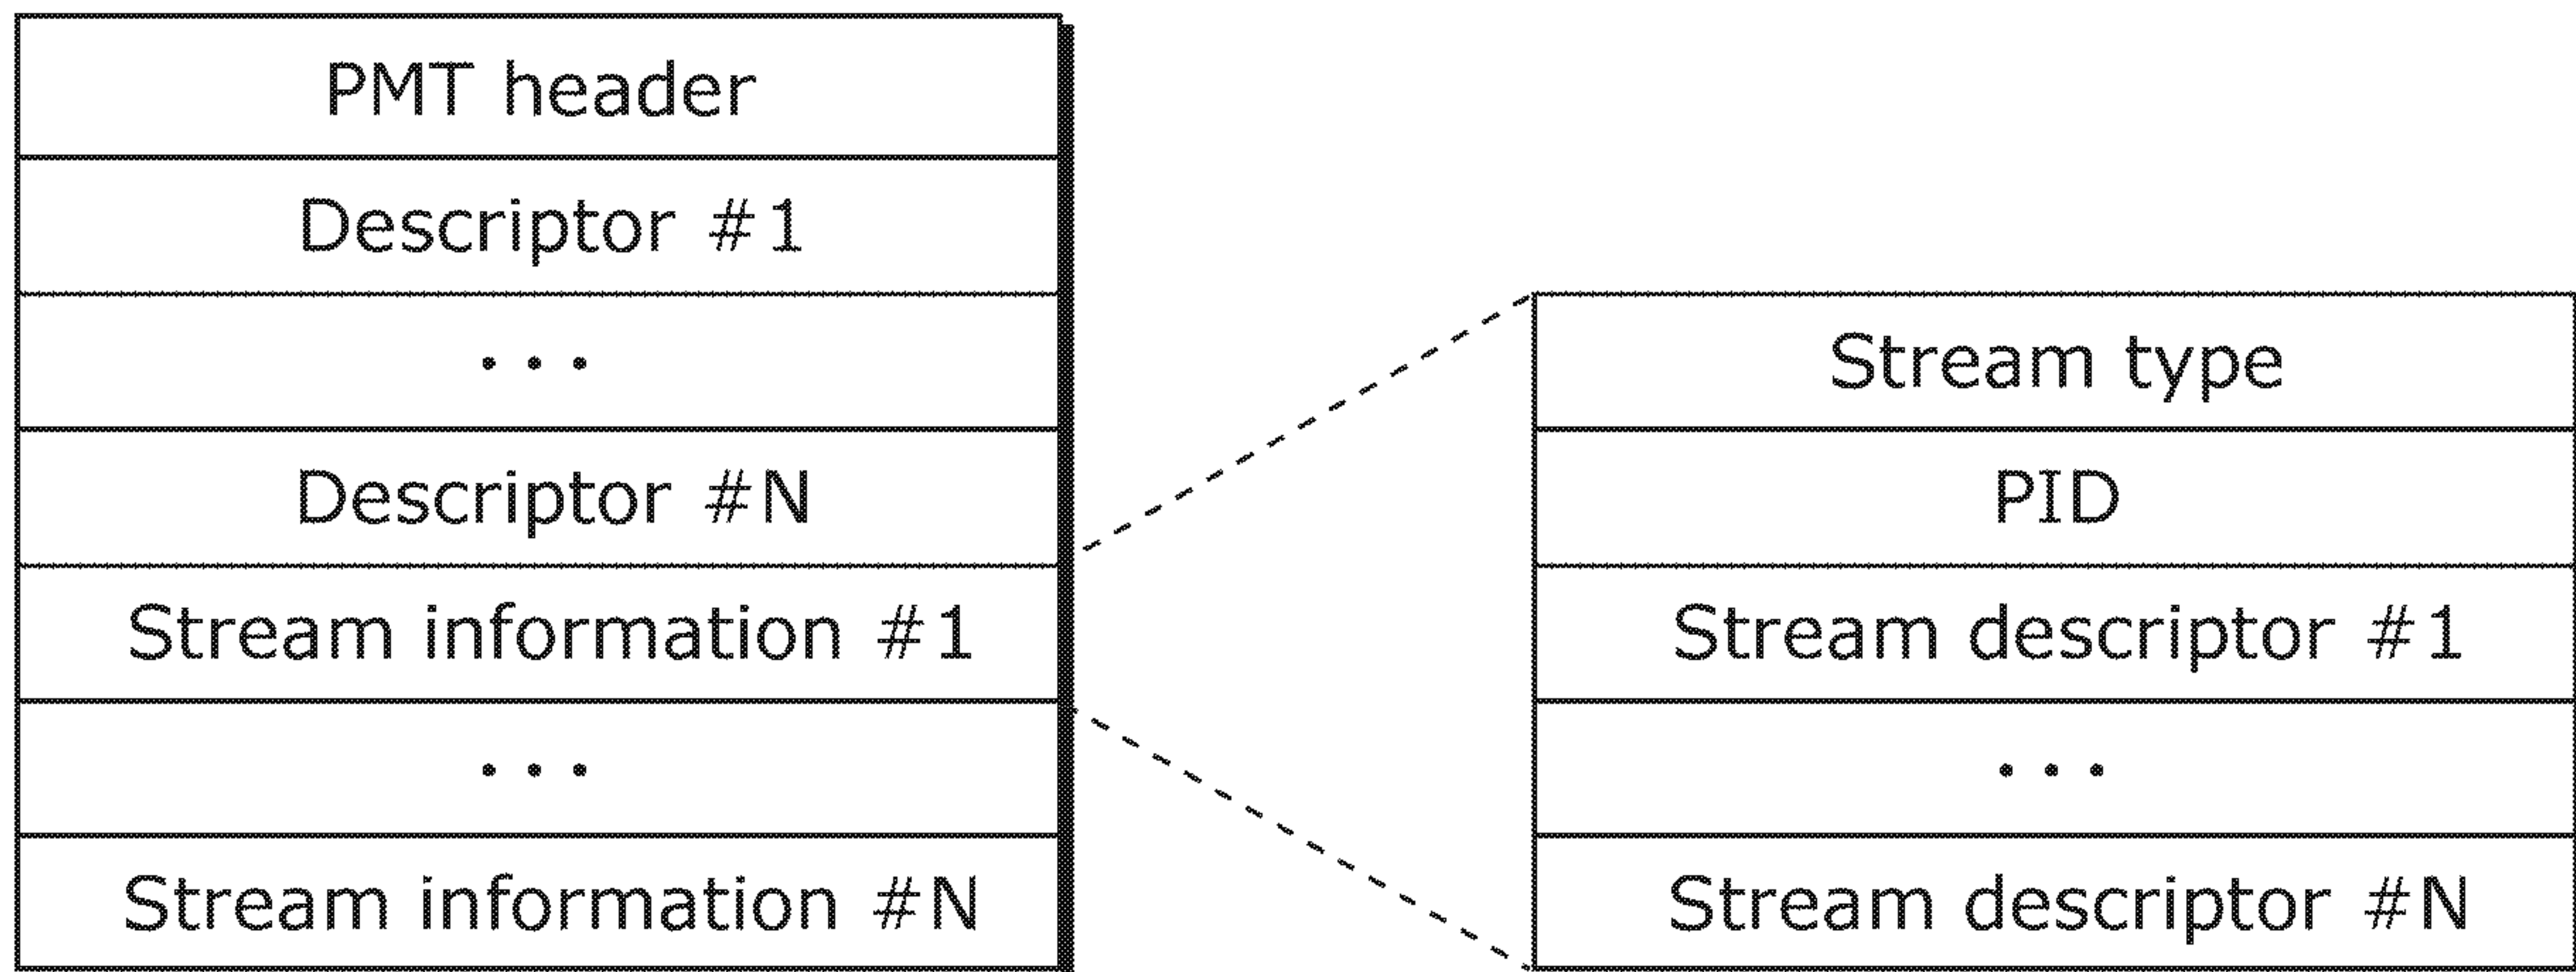 PMT header
Descriptor #1
...
Descriptor #N
Stream information #1
...
Stream information #N
Stream type
PID
Stream descriptor #1
...
Stream descriptor #N